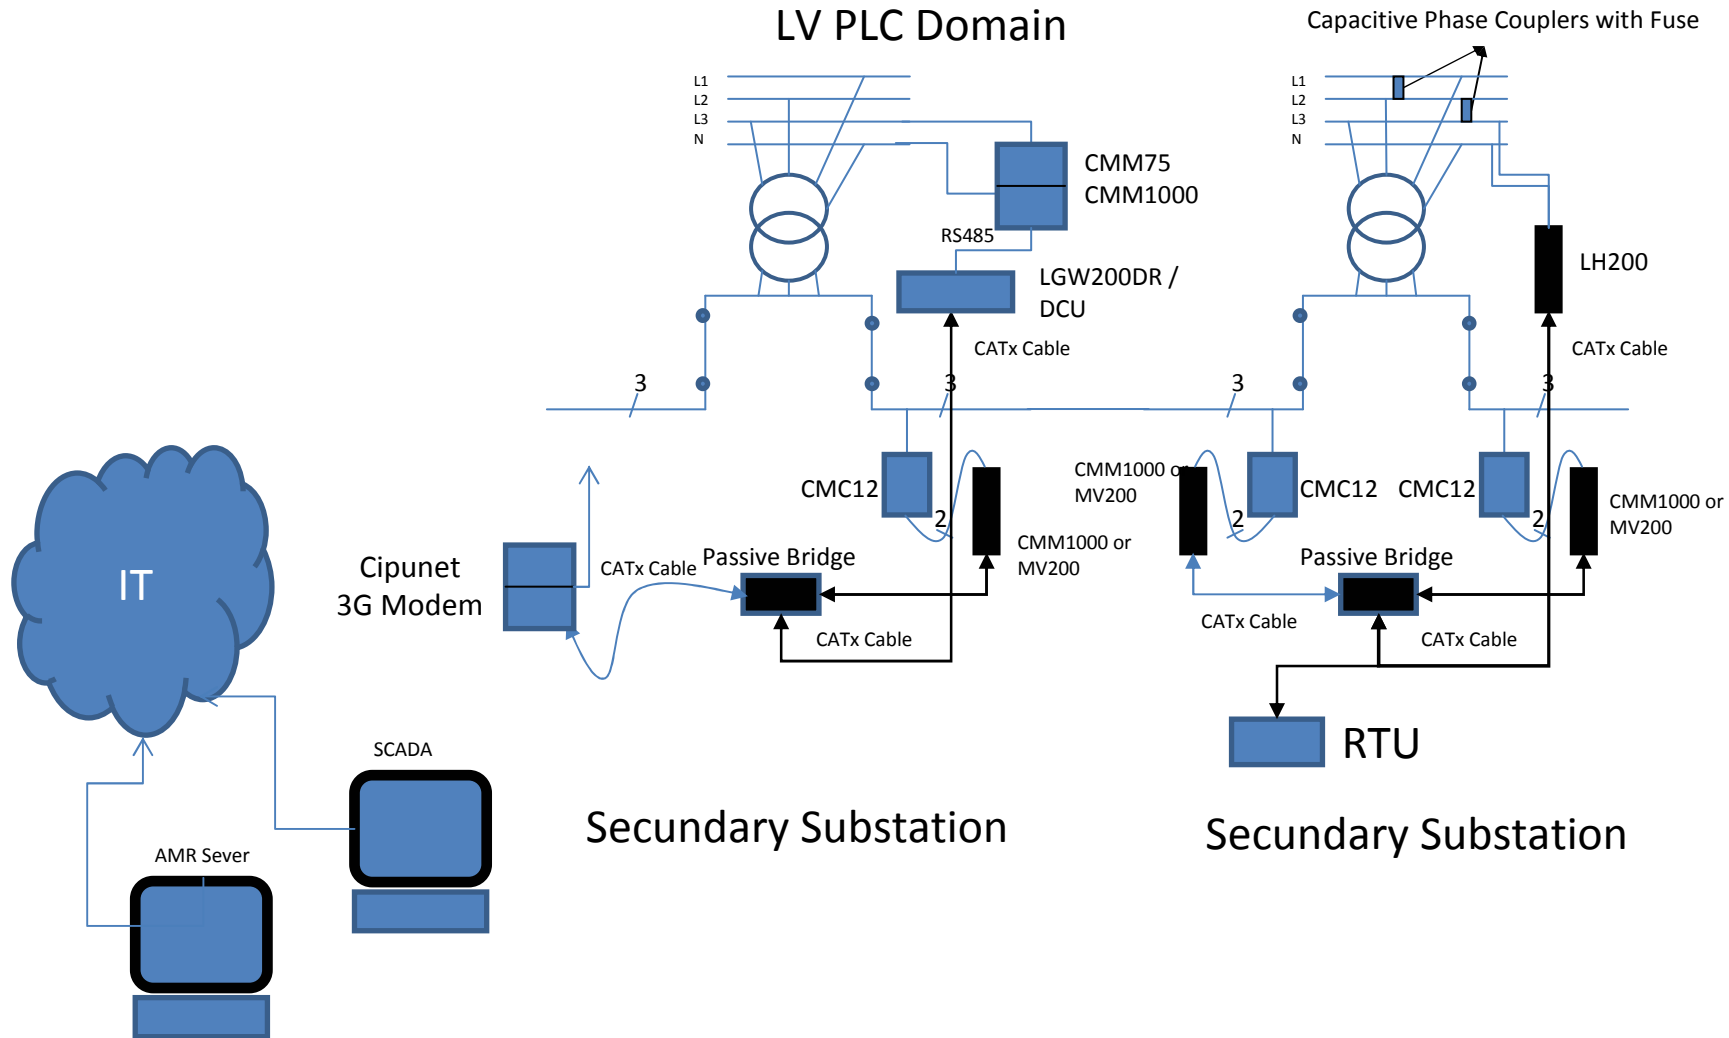 LV PLC Domain
Capacitive Phase Couplers with Fuse
L1
L2
L3
N
CMM75
CMM1000
RS485
LGW200DR /
DCU
CATx Cable
3
3
CMC12
2
CMM1000 or
MV200
Passive Bridge
CATx Cable
CATx Cable
Cipunet
3G Modem
IT
SCADA
AMR Sever
Secundary Substation
L1
L2
L3
N
LH200
CATx Cable
3
3
CMM1000 or
MV200
2
CMC12
CMC12
2
CMM1000 or
MV200
Passive Bridge
CATx Cable
CATx Cable
RTU
Secundary Substation